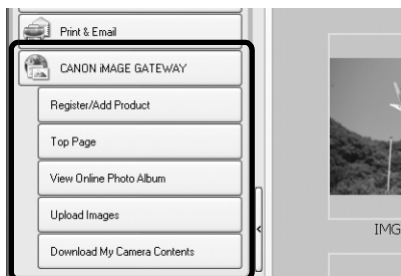 Print & Email
CANON iMAGE GATEWAY
Register/Add Product
Top Page
View Online Photo Album
Upload Images
IMG
Download My Camera Contents